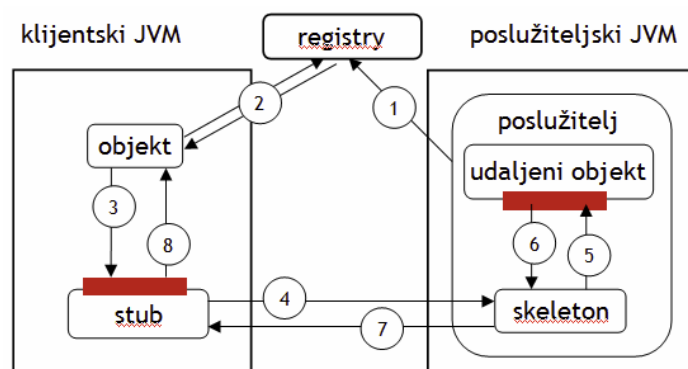 klijentski JVM
registry
poslužiteljski JVM
2
1
poslužitelj
objekt
udaljeni objekt
3
8
6
5
4
stub
skeleton
7